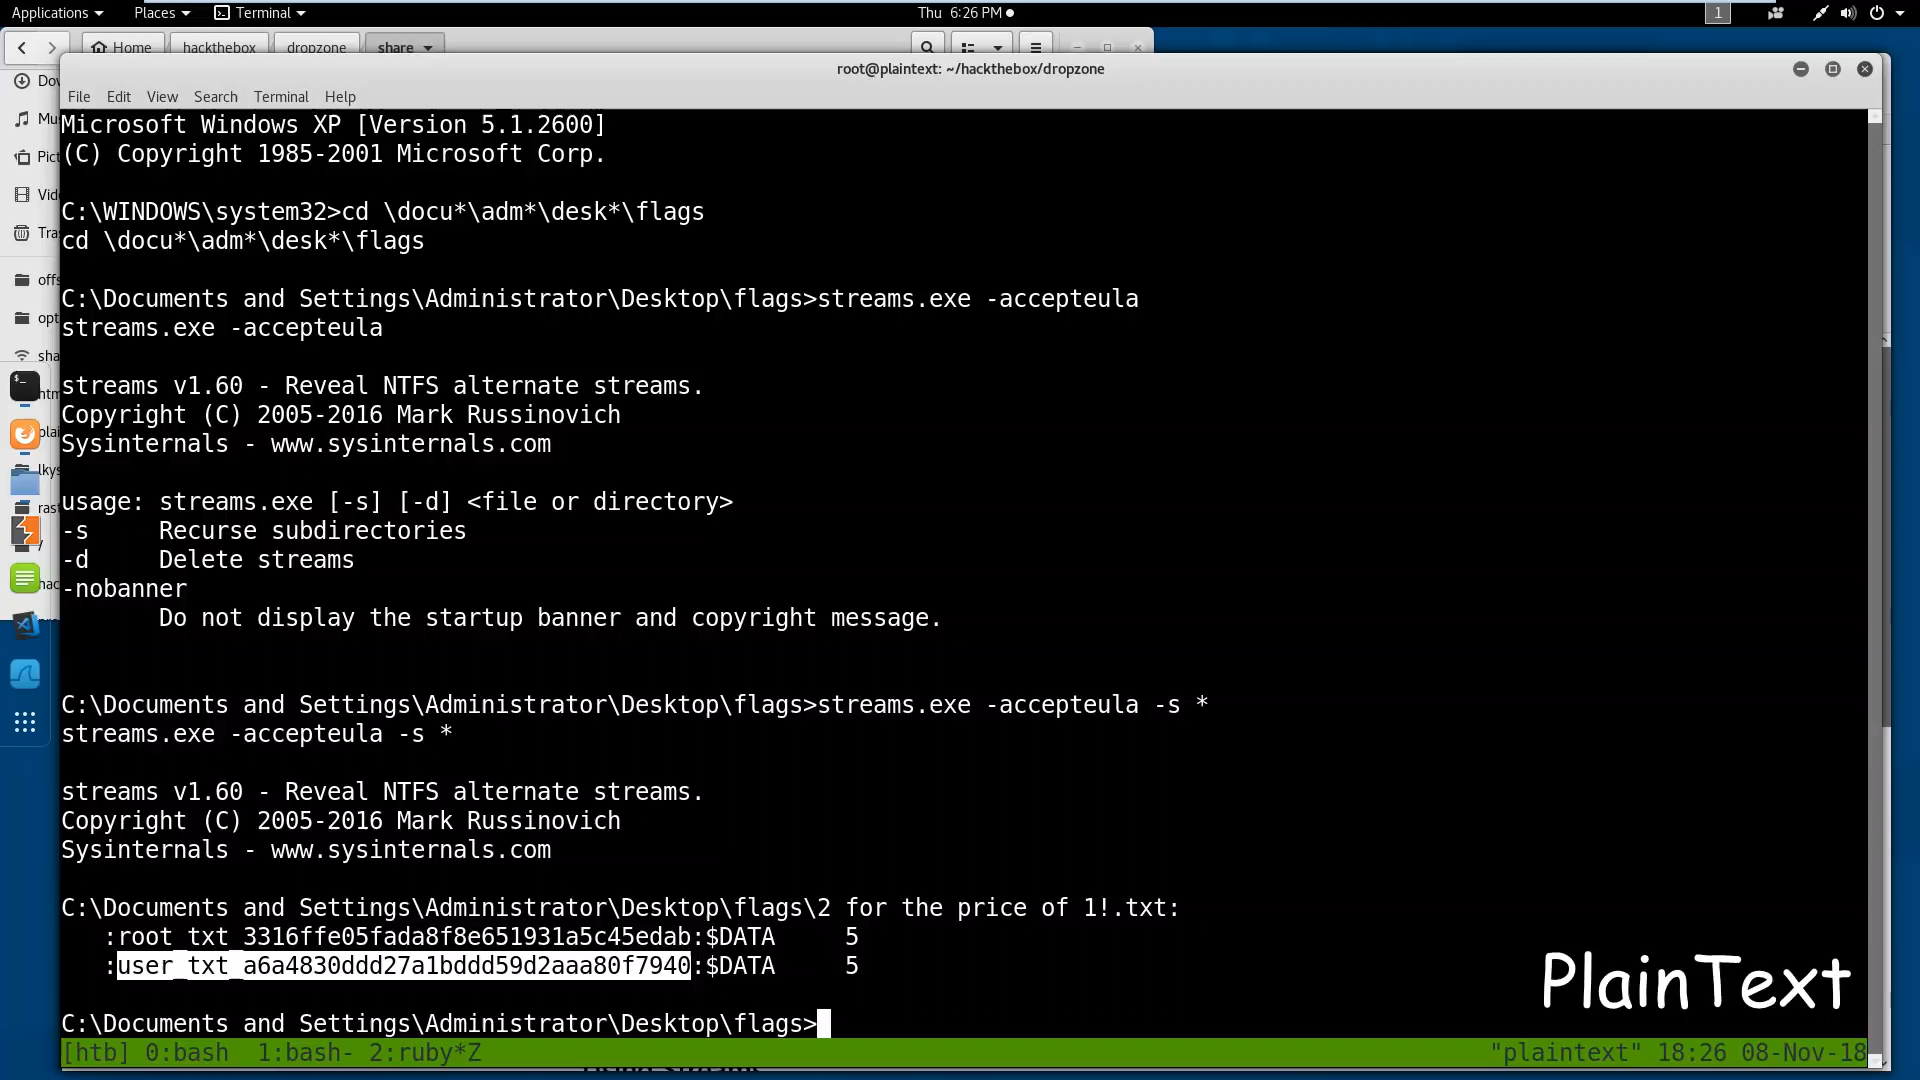 Applications Places Terminal Thu 6:26 PM 1
Home hackthebox dropzone share
root@plaintext: ~/hackthebox/dropzone
File Edit View Search Terminal Help
Microsoft Windows XP [Version 5.1.2600]
(C) Copyright 1985-2001 Microsoft Corp.
C:\WINDOWS\system32>cd \docu*\adm*\desk*\flags
cd \docu*\adm*\desk*\flags
C:\Documents and Settings\Administrator\Desktop\flags>streams.exe -accepteula
streams.exe -accepteula
streams v1.60 - Reveal NTFS alternate streams.
Copyright (C) 2005-2016 Mark Russinovich
Sysinternals - www.sysinternals.com
usage: streams.exe [-s] [-d] <file or directory>
-s Recurse subdirectories
-d Delete streams
-nobanner
Do not display the startup banner and copyright message.
C:\Documents and Settings\Administrator\Desktop\flags>streams.exe -accepteula -s *
streams.exe -accepteula -s *
streams v1.60 - Reveal NTFS alternate streams.
Copyright (C) 2005-2016 Mark Russinovich
Sysinternals - www.sysinternals.com
C:\Documents and Settings\Administrator\Desktop\flags\2 for the price of 1!.txt:
:root_txt_3316ffe05fada8f8e651931a5c45edab:$DATA 5
:user_txt_a6a4830ddd27a1bddd59d2aaa80f7940:$DATA 5
C:\Documents and Settings\Administrator\Desktop\flags>
[htb] 0:bash 1:bash- 2:ruby*Z "plaintext" 18:26 08-Nov-18
PlainText